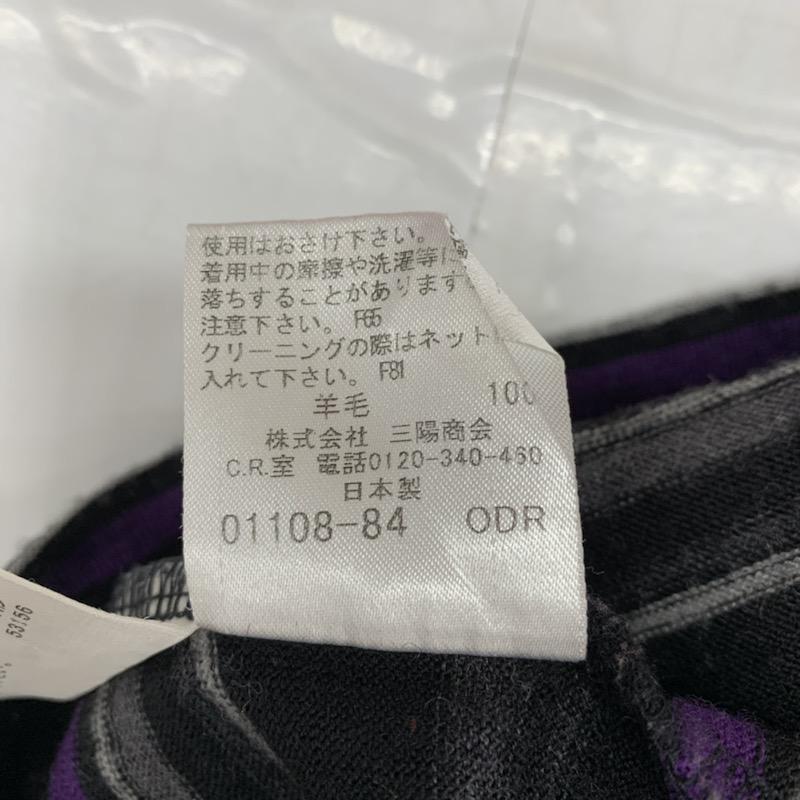 使用はおさけ下さい。
着用中の摩擦や洗濯等に
落ちすることがあります
注意下さい。 F65
クリーニングの際はネット
入れて下さい。 F81
羊毛 100
株式会社 三陽商会
C.R.室 電話0120-340-460
日本製
01108-84 ODR
53156